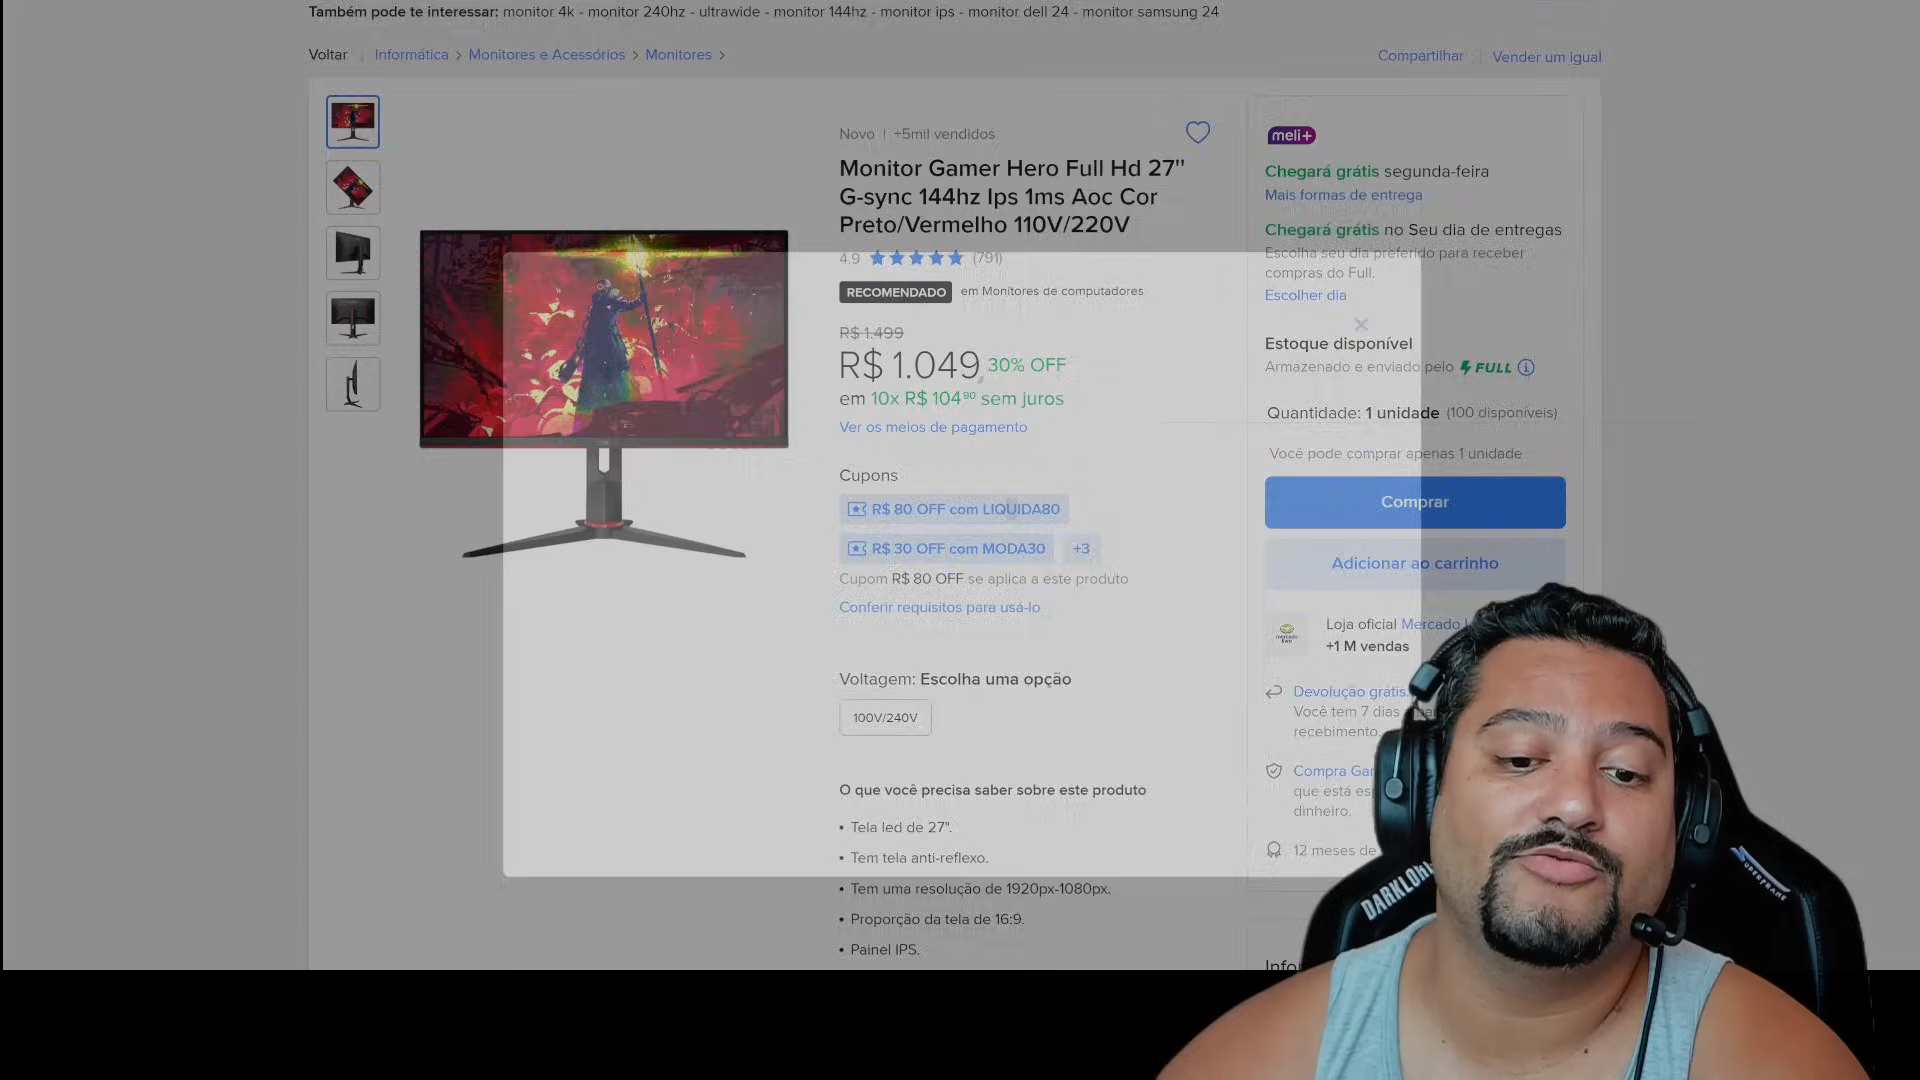 Também pode te interessar: monitor 4k - monitor 240hz - ultrawide - monitor 144hz - monitor ips - monitor dell 24 - monitor samsung 24
Voltar | Informática > Monitores e Acessórios > Monitores >
Compartilhar | Vender um igual
Novo | +5mil vendidos
Monitor Gamer Hero Full Hd 27''
G-sync 144hz Ips 1ms Aoc Cor
Preto/Vermelho 110V/220V
4.9 (791)
RECOMENDADO em Monitores de computadores
R$ 1.499
R$ 1.049 30% OFF
em 10x R$ 104,90 sem juros
Ver os meios de pagamento
Cupons
R$ 80 OFF com LIQUIDA80
R$ 30 OFF com MODA30 +3
Cupom R$ 80 OFF se aplica a este produto
Conferir requisitos para usá-lo
Voltagem: Escolha uma opção
100V/240V
O que você precisa saber sobre este produto
• Tela led de 27".
• Tem tela anti-reflexo.
• Tem uma resolução de 1920px-1080px.
• Proporção da tela de 16:9.
• Painel IPS.
meli+
Chegará grátis segunda-feira
Mais formas de entrega
Chegará grátis no Seu dia de entregas
Escolha seu dia preferido para receber
compras do Full.
Escolher dia
Estoque disponível
Armazenado e enviado pelo FULL
Quantidade: 1 unidade (100 disponíveis)
Você pode comprar apenas 1 unidade
Comprar
Adicionar ao carrinho
mercado livre
Loja oficial Mercado
+1 M vendas
Devolução grátis.
Você tem 7 dias
recebimento.
Compra
que está
dinheiro.
12 meses de
DARKLORD
SUPERFRAME